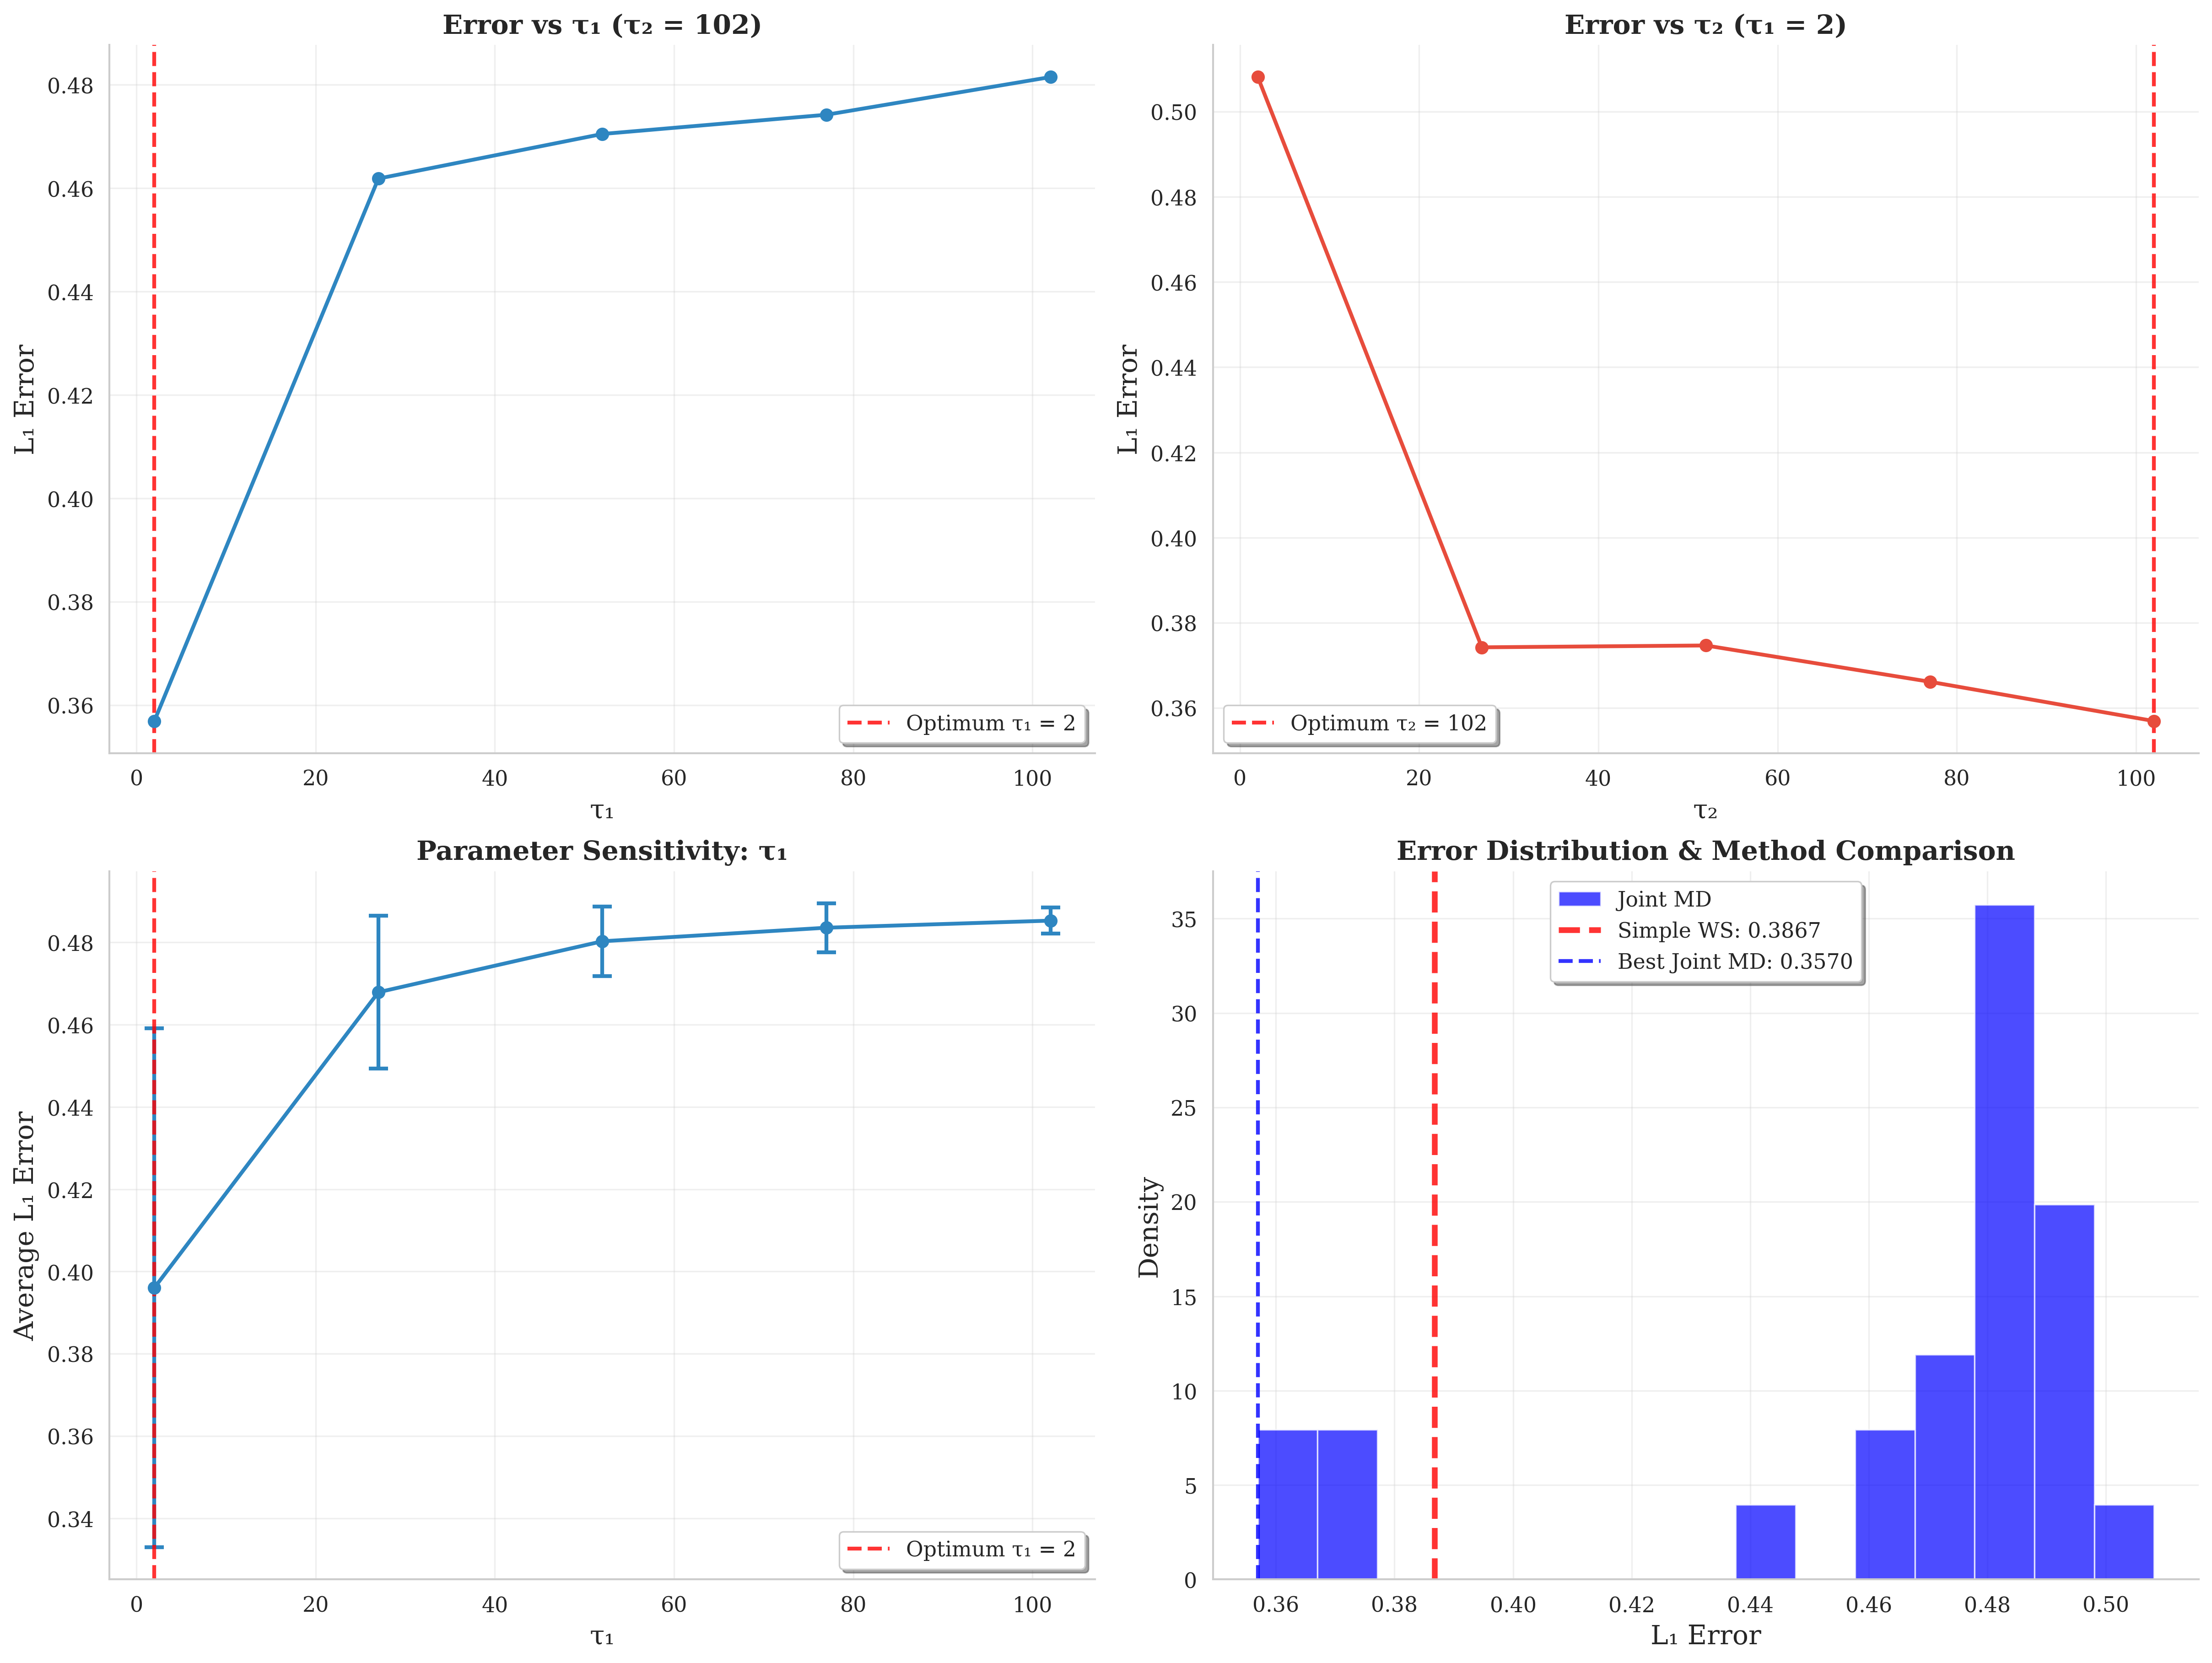 Error vs τ₁ (τ₂ = 102)
L₁ Error
0.48
0.46
0.44
0.42
0.40
0.38
0.36
Optimum τ₁ = 2
0 20 40 60 80 100
τ₁
Error vs τ₂ (τ₁ = 2)
L₁ Error
0.50
0.48
0.46
0.44
0.42
0.40
0.38
0.36
Optimum τ₂ = 102
0 20 40 60 80 100
τ₂
Parameter Sensitivity: τ₁
Average L₁ Error
0.48
0.46
0.44
0.42
0.40
0.38
0.36
0.34
Optimum τ₁ = 2
0 20 40 60 80 100
τ₁
Error Distribution & Method Comparison
Joint MD
Simple WS: 0.3867
Best Joint MD: 0.3570
Density
35
30
25
20
15
10
5
0
0.36 0.38 0.40 0.42 0.44 0.46 0.48 0.50
L₁ Error